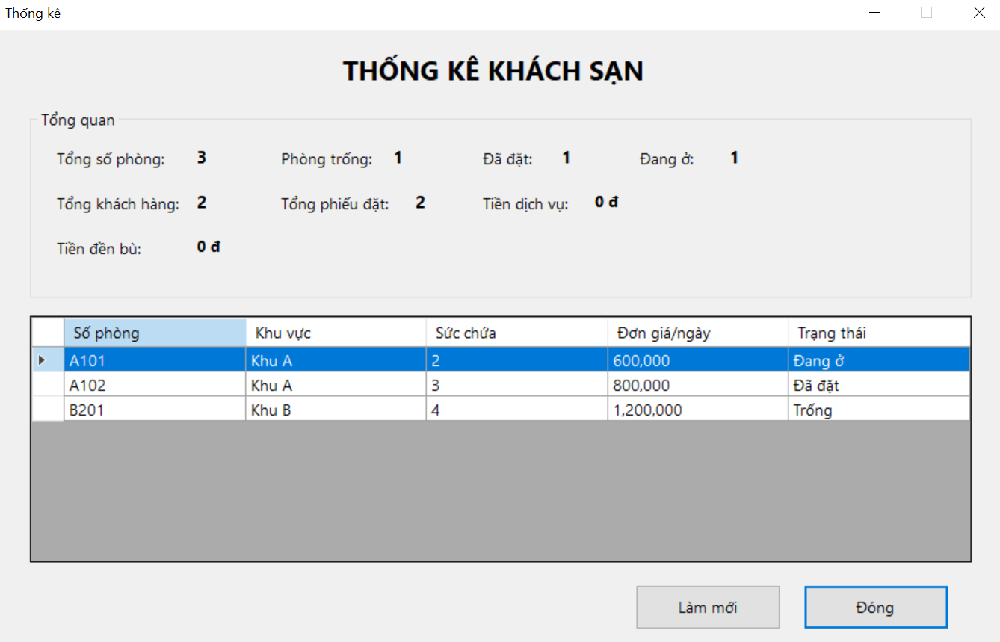 Thống kê
THỐNG KÊ KHÁCH SẠN
Tổng quan
Tổng số phòng: 3 Phòng trống: 1 Đã đặt: 1 Đang ở: 1
Tổng khách hàng: 2 Tổng phiếu đặt: 2 Tiền dịch vụ: 0 đ
Tiền đền bù: 0 đ
Số phòng Khu vực Sức chứa Đơn giá/ngày Trạng thái
A101 Khu A 2 600,000 Đang ở
A102 Khu A 3 800,000 Đã đặt
B201 Khu B 4 1,200,000 Trống
Làm mới Đóng